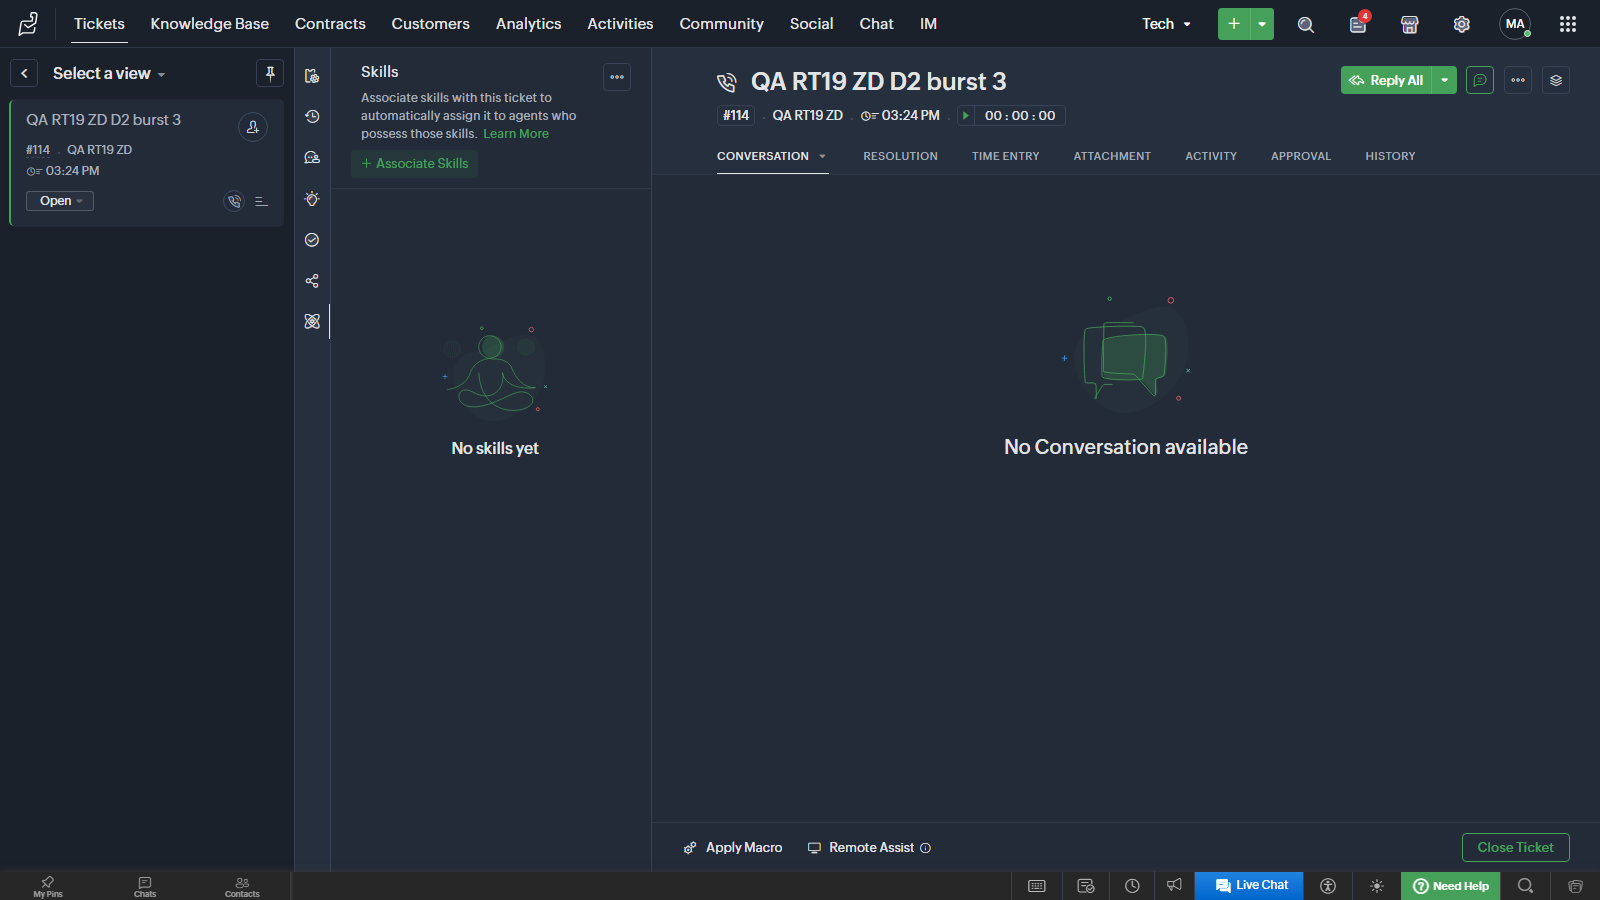 Tickets Knowledge Base Contracts Customers Analytics Activities Community Social Chat IM Tech 4 MA
Select a view
QA RT19 ZD D2 burst 3
#114 . QA RT19 ZD
03:24 PM
Open
Skills
Associate skills with this ticket to
automatically assign it to agents who
possess those skills. Learn More
+ Associate Skills
No skills yet
QA RT19 ZD D2 burst 3
Reply All
#114 . QA RT19 ZD . 03:24 PM . 00 : 00 : 00
CONVERSATION RESOLUTION TIME ENTRY ATTACHMENT ACTIVITY APPROVAL HISTORY
No Conversation available
Apply Macro Remote Assist Close Ticket
My Pins Chats Contacts Live Chat Need Help